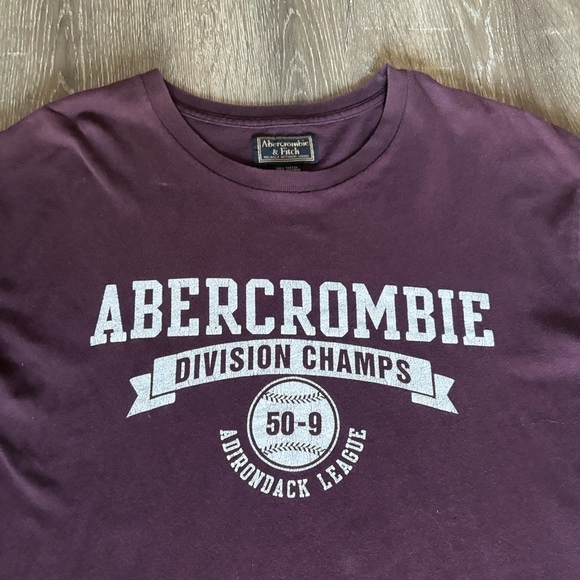 Abercrombie
& Fitch
ABERCROMBIE
DIVISION CHAMPS
50-9
ADIRONDACK LEAGUE